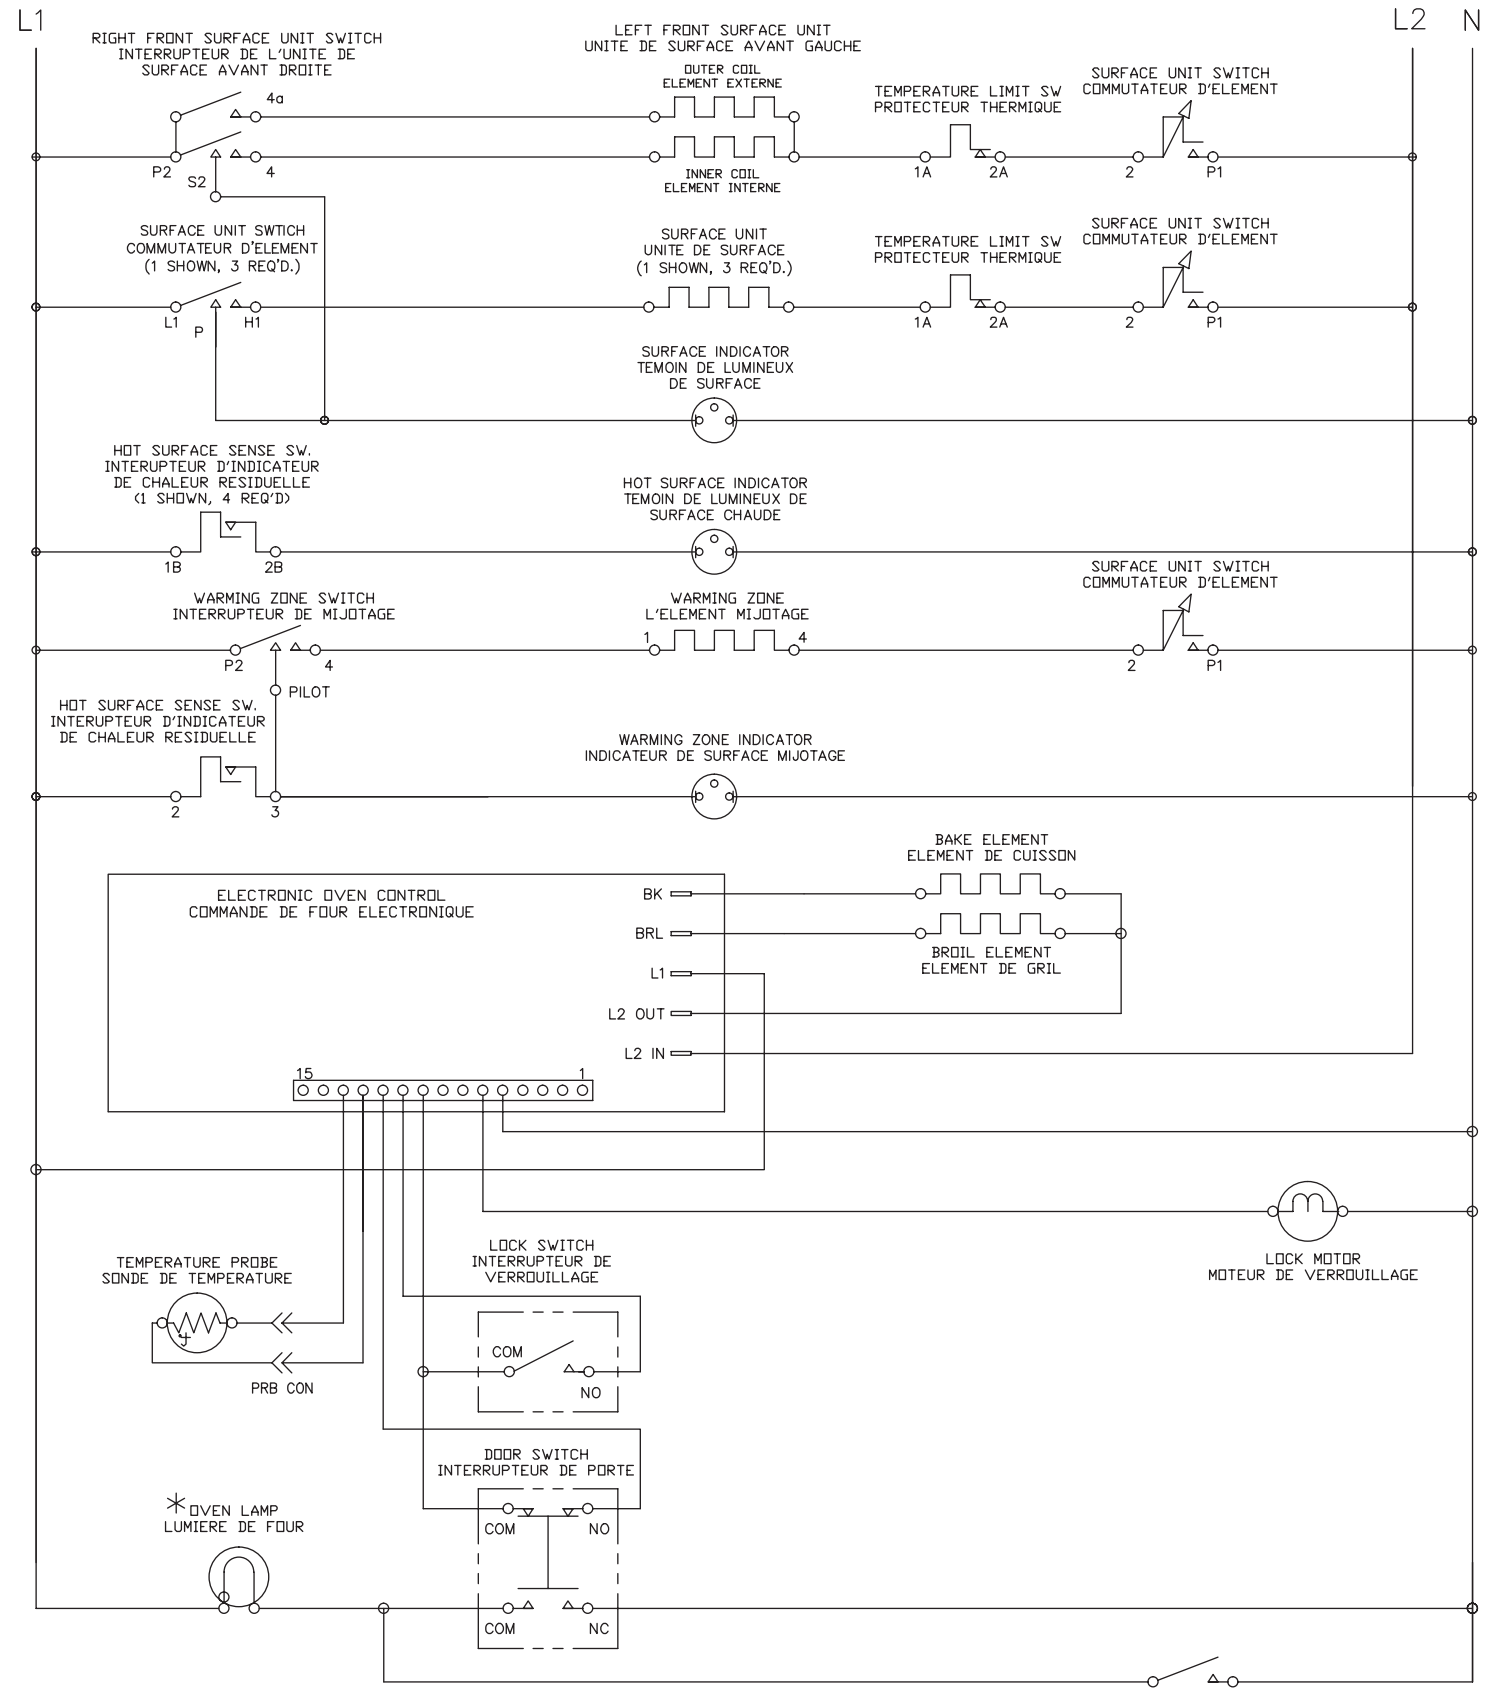 L1
L2 N
RIGHT FRONT SURFACE UNIT SWITCH
INTERRUPTEUR DE L'UNITE DE
SURFACE AVANT DROITE
LEFT FRONT SURFACE UNIT
UNITE DE SURFACE AVANT GAUCHE
OUTER COIL
ELEMENT EXTERNE
TEMPERATURE LIMIT SW
PROTECTEUR THERMIQUE
SURFACE UNIT SWITCH
COMMUTATEUR D'ELEMENT
4a
P2
S2
4
INNER COIL
ELEMENT INTERNE
1A
2A
2
P1
SURFACE UNIT SWTICH
COMMUTATEUR D'ELEMENT
(1 SHOWN, 3 REQ'D.)
SURFACE UNIT
UNITE DE SURFACE
(1 SHOWN, 3 REQ'D.)
TEMPERATURE LIMIT SW
PROTECTEUR THERMIQUE
SURFACE UNIT SWITCH
COMMUTATEUR D'ELEMENT
L1
P
H1
1A
2A
2
P1
SURFACE INDICATOR
TEMOIN DE LUMINEUX
DE SURFACE
HOT SURFACE SENSE SW.
INTERUPTEUR D'INDICATEUR
DE CHALEUR RESIDUELLE
(1 SHOWN, 4 REQ'D)
HOT SURFACE INDICATOR
TEMOIN DE LUMINEUX DE
SURFACE CHAUDE
1B
2B
WARMING ZONE SWITCH
INTERRUPTEUR DE MIJOTAGE
WARMING ZONE
L'ELEMENT MIJOTAGE
SURFACE UNIT SWITCH
COMMUTATEUR D'ELEMENT
P2
4
1
4
2
P1
PILOT
HOT SURFACE SENSE SW.
INTERUPTEUR D'INDICATEUR
DE CHALEUR RESIDUELLE
WARMING ZONE INDICATOR
INDICATEUR DE SURFACE MIJOTAGE
2
3
BAKE ELEMENT
ELEMENT DE CUISSON
ELECTRONIC OVEN CONTROL
COMMANDE DE FOUR ELECTRONIQUE
BK
BRL
BROIL ELEMENT
ELEMENT DE GRIL
L1
L2 OUT
L2 IN
15
1
LOCK MOTOR
MOTEUR DE VERROUILLAGE
TEMPERATURE PROBE
SONDE DE TEMPERATURE
PRB CON
LOCK SWITCH
INTERRUPTEUR DE
VERROUILLAGE
COM
NO
DOOR SWITCH
INTERRUPTEUR DE PORTE
COM
NO
*OVEN LAMP
LUMIERE DE FOUR
COM
NC